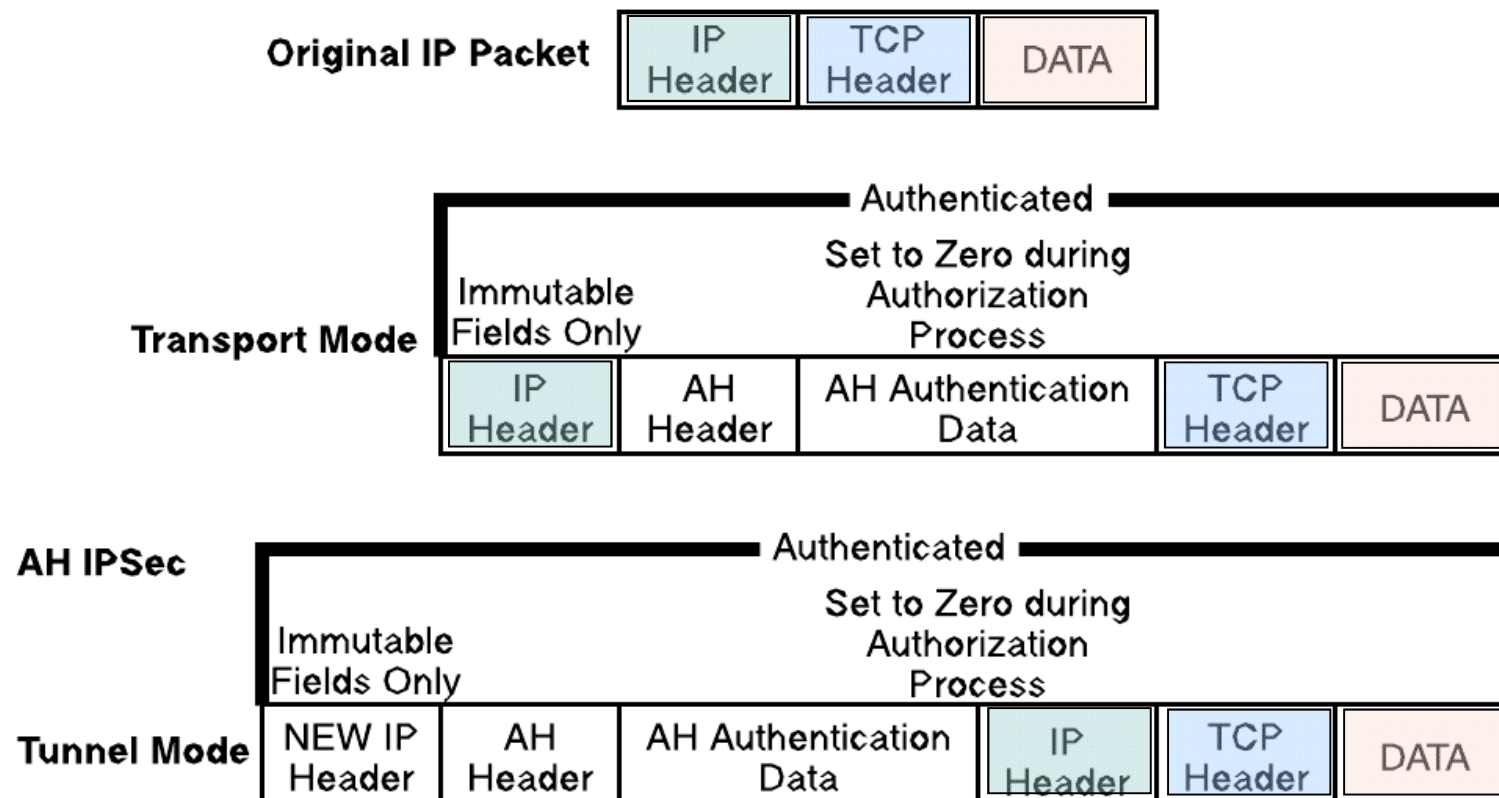 Original IP Packet
IP
Header
TCP
Header
DATA
Authenticated
Immutable
Fields Only
Set to Zero during
Authorization
Process
Transport Mode
IP
Header
AH
Header
AH Authentication
Data
TCP
Header
DATA
AH IPSec
Authenticated
Immutable
Fields Only
Set to Zero during
Authorization
Process
Tunnel Mode
NEW IP
Header
AH
Header
AH Authentication
Data
IP
Header
TCP
Header
DATA